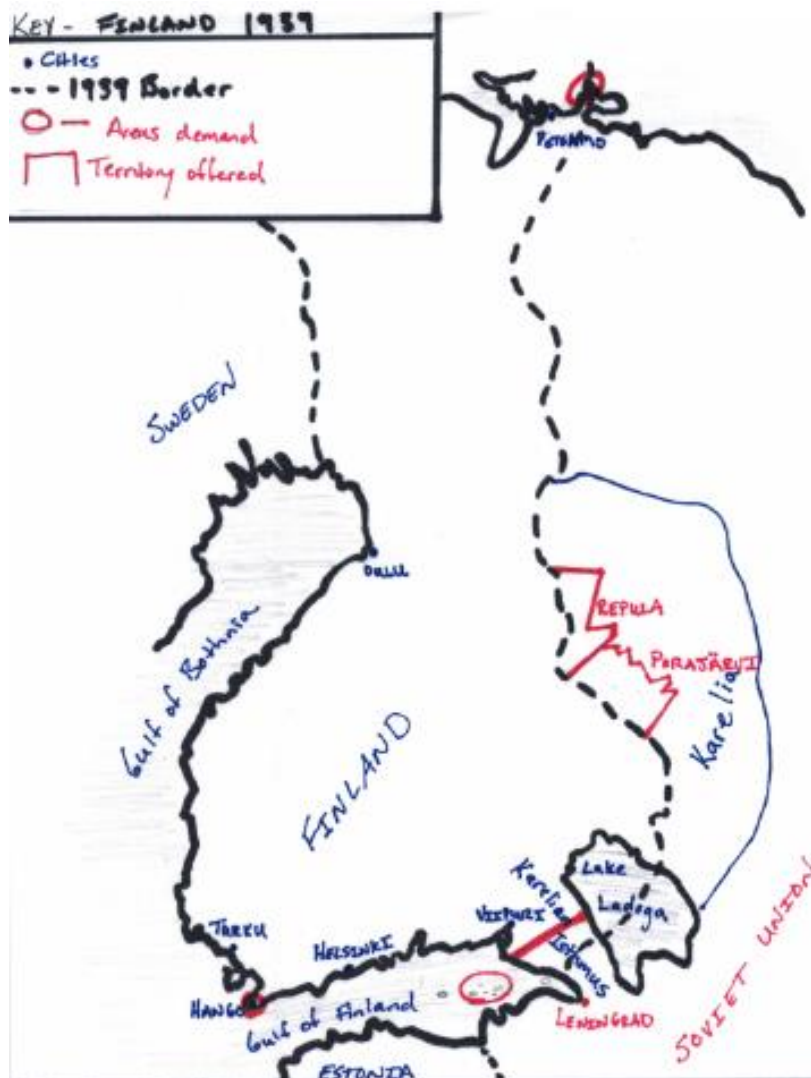 KEY - FINLAND 1939
• Cities
--- 1939 Border
Areas demand
Territory offered
PETSAMO
SWEDEN
OULU
REPULA
Gulf of Bothnia
PORAJÄRVI
Karelia
FINLAND
Lake
Ladoga
Karelian
Isthmus
VIIPURI
TURKU
HELSINKI
HANGO
Gulf of Finland
LENINGRAD
SOVIET UNION
ESTONIA